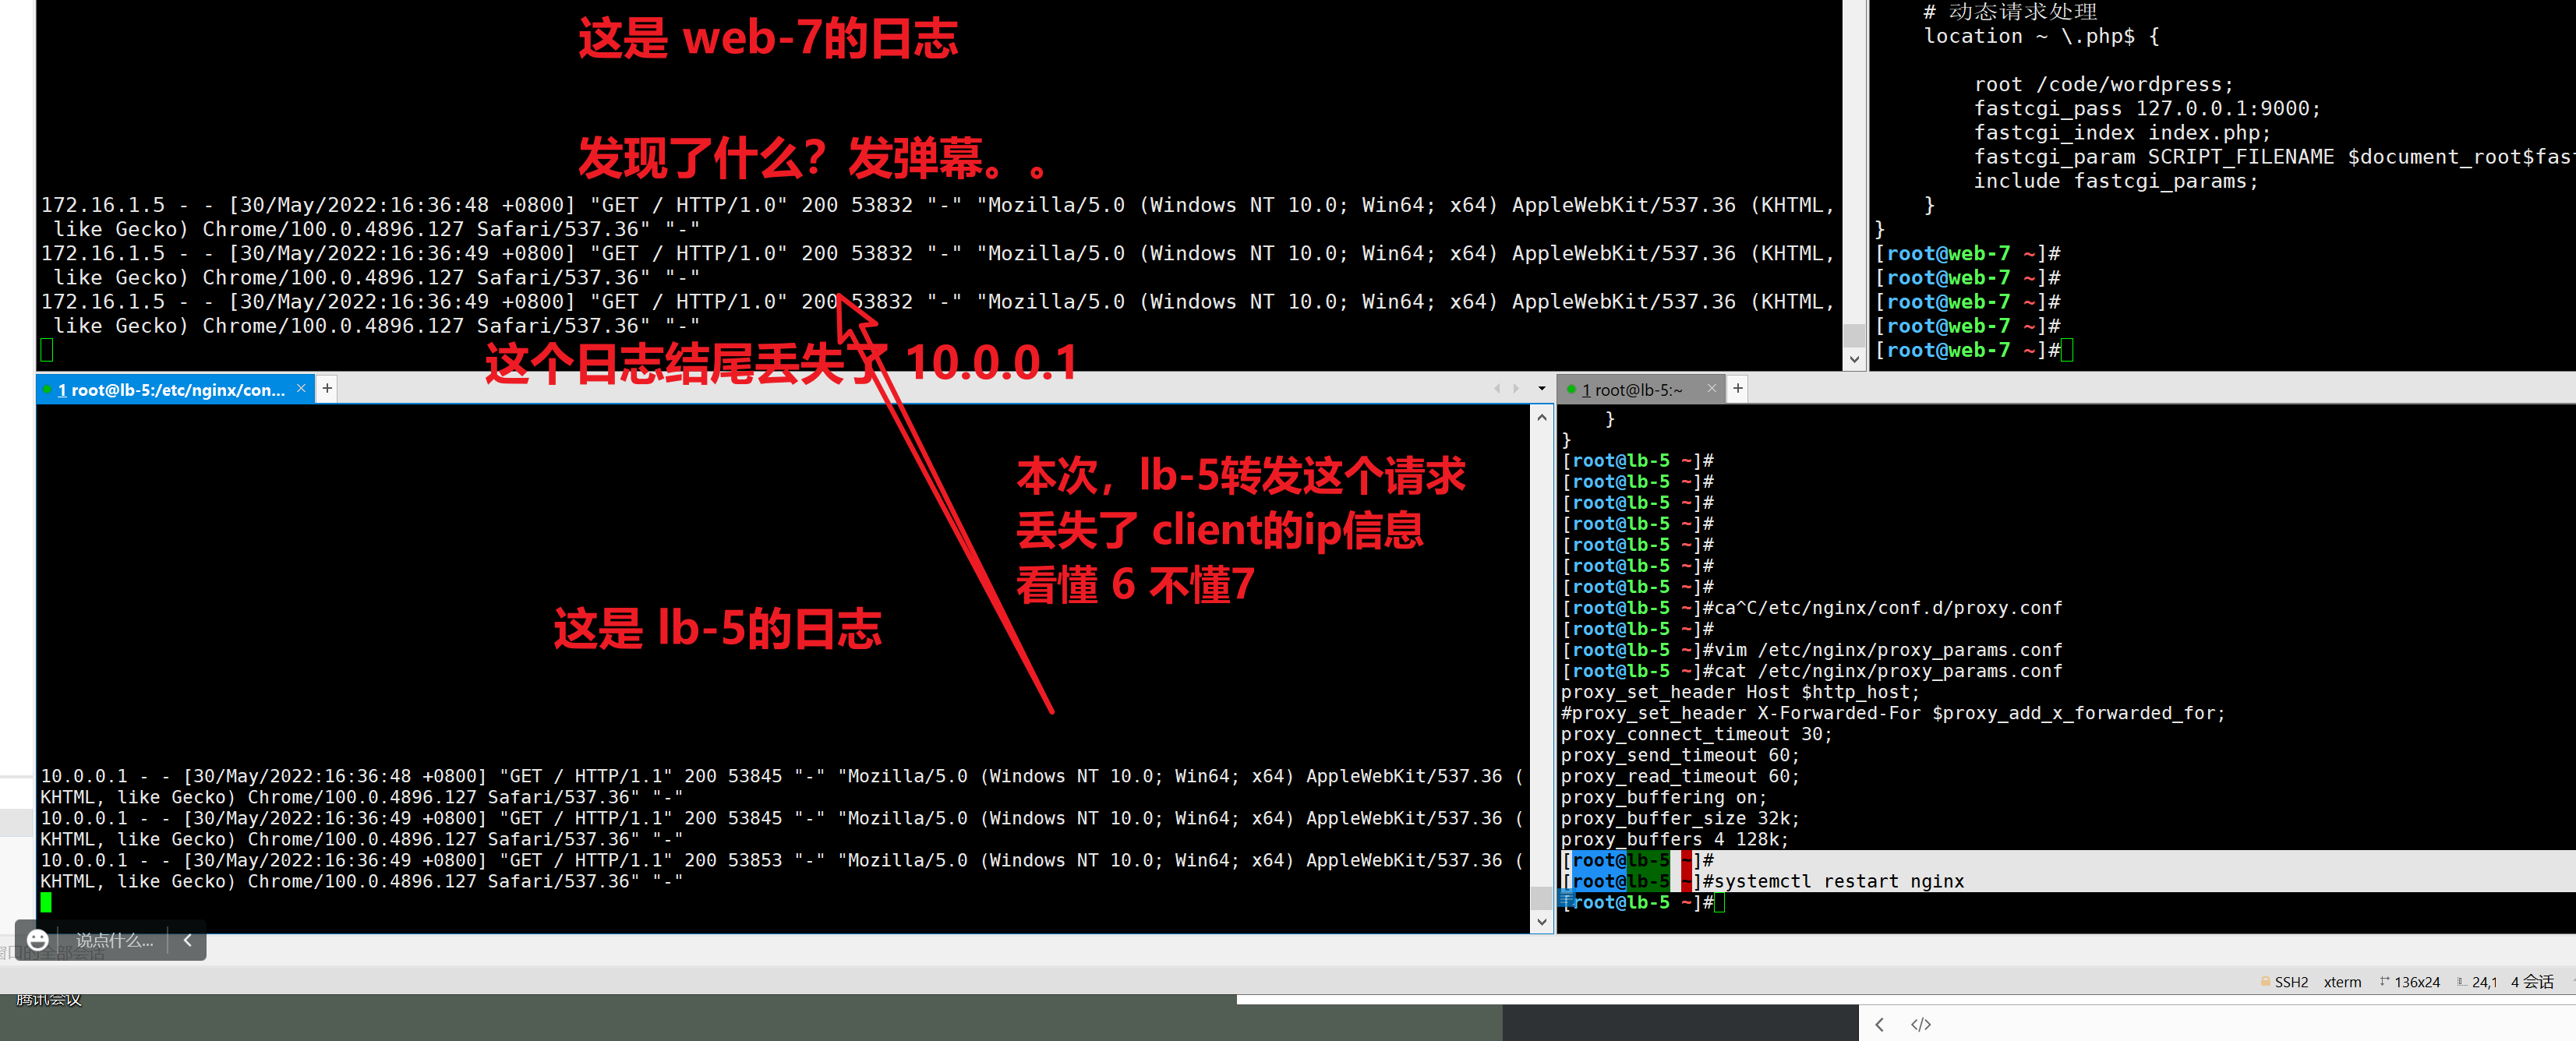 这是 web-7的日志
发现了什么？发弹幕。。
172.16.1.5 - - [30/May/2022:16:36:48 +0800] "GET / HTTP/1.0" 200 53832 "-" "Mozilla/5.0 (Windows NT 10.0; Win64; x64) AppleWebKit/537.36 (KHTML,
like Gecko) Chrome/100.0.4896.127 Safari/537.36" "-"
172.16.1.5 - - [30/May/2022:16:36:49 +0800] "GET / HTTP/1.0" 200 53832 "-" "Mozilla/5.0 (Windows NT 10.0; Win64; x64) AppleWebKit/537.36 (KHTML,
like Gecko) Chrome/100.0.4896.127 Safari/537.36" "-"
172.16.1.5 - - [30/May/2022:16:36:49 +0800] "GET / HTTP/1.0" 200 53832 "-" "Mozilla/5.0 (Windows NT 10.0; Win64; x64) AppleWebKit/537.36 (KHTML,
like Gecko) Chrome/100.0.4896.127 Safari/537.36" "-"
这个日志结尾丢失了 10.0.0.1
# 动态请求处理
location ~ \.php$ {
root /code/wordpress;
fastcgi_pass 127.0.0.1:9000;
fastcgi_index index.php;
fastcgi_param SCRIPT_FILENAME $document_root$fas
include fastcgi_params;
}
}
[root@web-7 ~]#
[root@web-7 ~]#
[root@web-7 ~]#
[root@web-7 ~]#
[root@web-7 ~]#
1 root@lb-5:/etc/nginx/con... × +
本次，lb-5转发这个请求
丢失了 client的ip信息
看懂 6 不懂7
这是 lb-5的日志
10.0.0.1 - - [30/May/2022:16:36:48 +0800] "GET / HTTP/1.1" 200 53845 "-" "Mozilla/5.0 (Windows NT 10.0; Win64; x64) AppleWebKit/537.36 (
KHTML, like Gecko) Chrome/100.0.4896.127 Safari/537.36" "-"
10.0.0.1 - - [30/May/2022:16:36:49 +0800] "GET / HTTP/1.1" 200 53845 "-" "Mozilla/5.0 (Windows NT 10.0; Win64; x64) AppleWebKit/537.36 (
KHTML, like Gecko) Chrome/100.0.4896.127 Safari/537.36" "-"
10.0.0.1 - - [30/May/2022:16:36:49 +0800] "GET / HTTP/1.1" 200 53853 "-" "Mozilla/5.0 (Windows NT 10.0; Win64; x64) AppleWebKit/537.36 (
KHTML, like Gecko) Chrome/100.0.4896.127 Safari/537.36" "-"
1 root@lb-5:~ × +
}
}
[root@lb-5 ~]#
[root@lb-5 ~]#
[root@lb-5 ~]#
[root@lb-5 ~]#
[root@lb-5 ~]#
[root@lb-5 ~]#
[root@lb-5 ~]#
[root@lb-5 ~]#ca^C/etc/nginx/conf.d/proxy.conf
[root@lb-5 ~]#
[root@lb-5 ~]#vim /etc/nginx/proxy_params.conf
[root@lb-5 ~]#cat /etc/nginx/proxy_params.conf
proxy_set_header Host $http_host;
#proxy_set_header X-Forwarded-For $proxy_add_x_forwarded_for;
proxy_connect_timeout 30;
proxy_send_timeout 60;
proxy_read_timeout 60;
proxy_buffering on;
proxy_buffer_size 32k;
proxy_buffers 4 128k;
[root@lb-5 ~]#
[root@lb-5 ~]#systemctl restart nginx
[root@lb-5 ~]#
说点什么...
SSH2 xterm 136x24 24,1 4 会话
腾讯会议